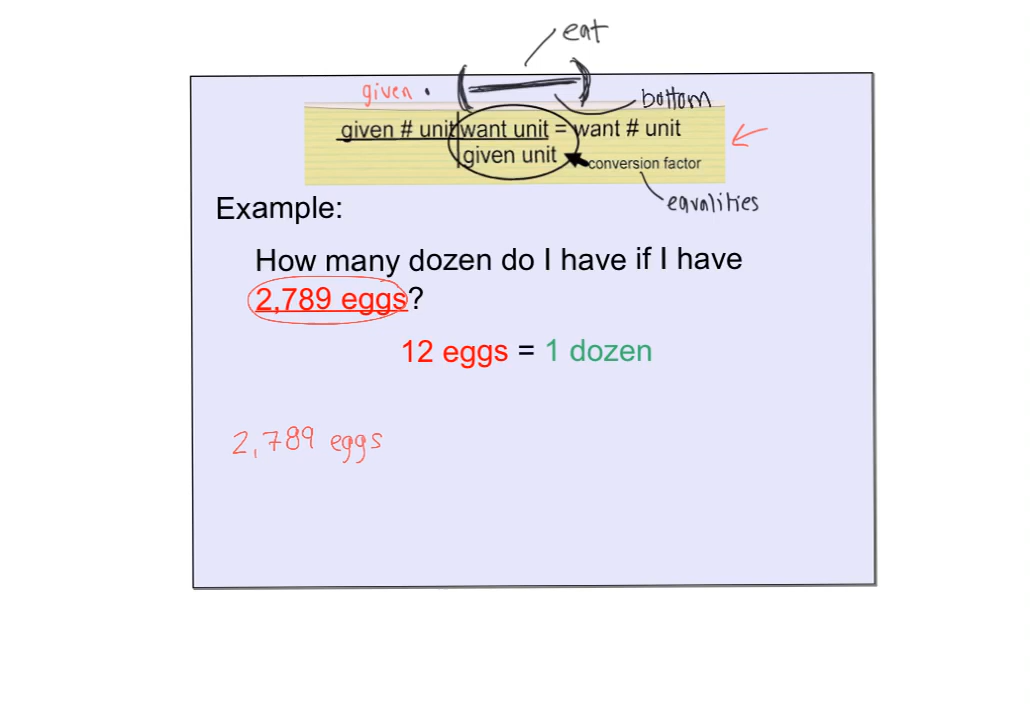 eat
given .
bottom
given # unit want unit = want # unit
given unit
conversion factor
equalities
Example:
How many dozen do I have if I have
2,789 eggs?
12 eggs = 1 dozen
2,789 eggs